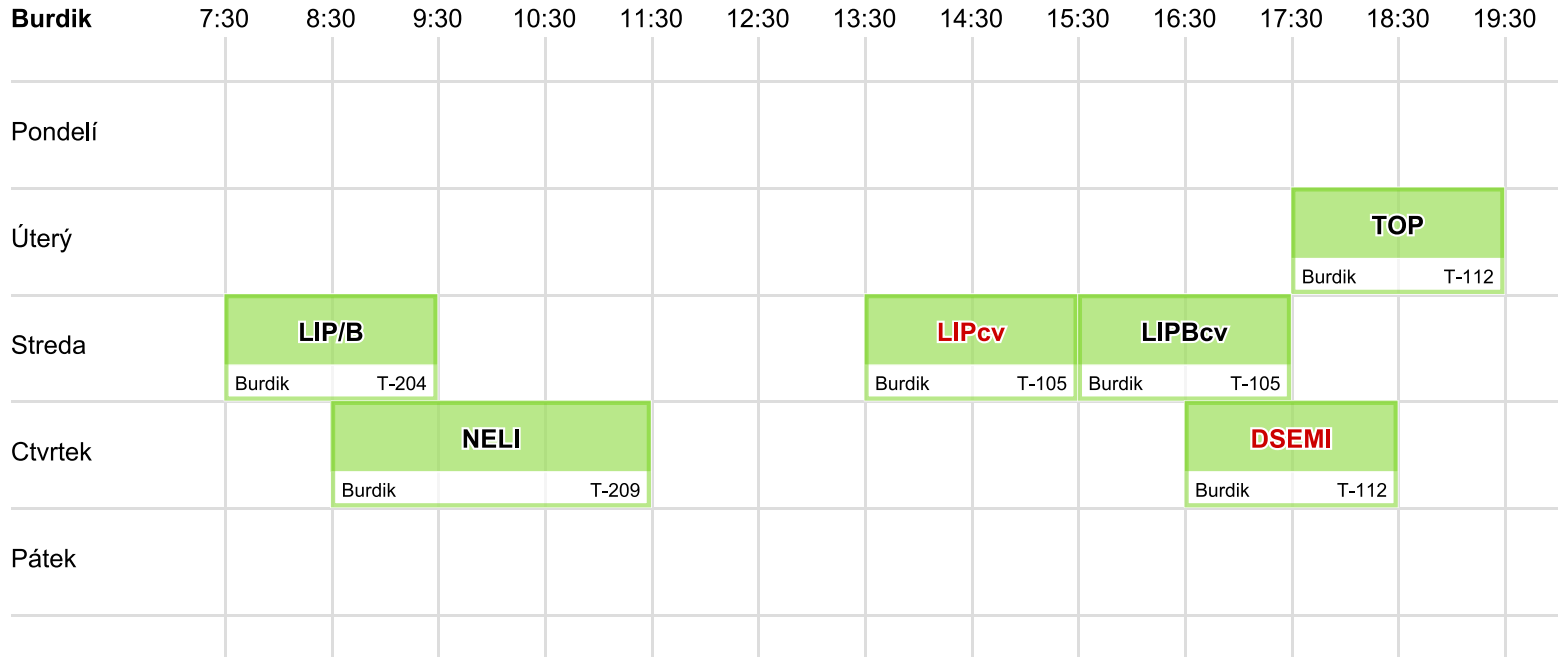 Burdik 7:30 8:30 9:30 10:30 11:30 12:30 13:30 14:30 15:30 16:30 17:30 18:30 19:30
Pondelí
Úterý
TOP
Burdik T-112
Streda
LIP/B
Burdik T-204
LIPcv
Burdik T-105
LIPBcv
Burdik T-105
Ctvrtek
NELI
Burdik T-209
DSEMI
Burdik T-112
Pátek